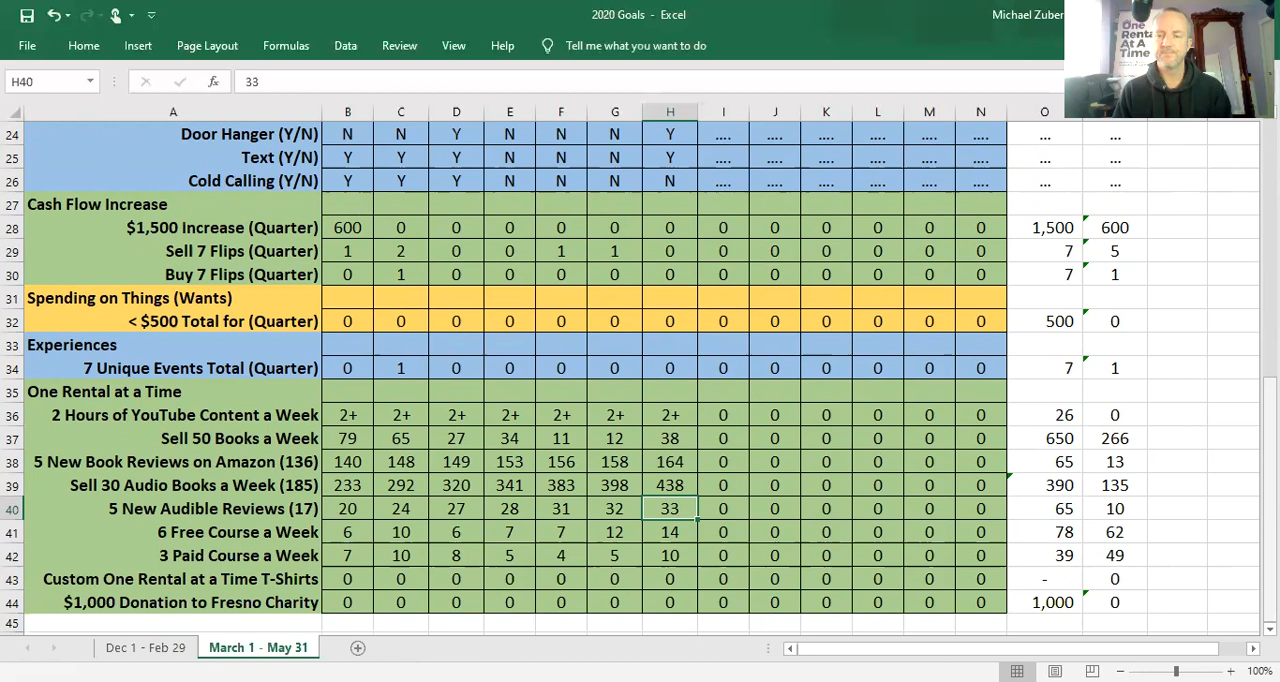 2020 Goals - Excel
Michael Zuber
File Home Insert Page Layout Formulas Data Review View Help Tell me what you want to do
One
Renta
At A
Time
H40 fx 33
A B C D E F G H I J K L M N O
24 Door Hanger (Y/N) N N Y N N N Y .... .... .... .... .... .... ... ...
25 Text (Y/N) Y Y Y N N N Y .... .... .... .... .... .... ... ...
26 Cold Calling (Y/N) Y Y Y N N N N .... .... .... .... .... .... ... ...
27 Cash Flow Increase
28 $1,500 Increase (Quarter) 600 0 0 0 0 0 0 0 0 0 0 0 0 1,500 600
29 Sell 7 Flips (Quarter) 1 2 0 0 1 1 0 0 0 0 0 0 0 7 5
30 Buy 7 Flips (Quarter) 0 1 0 0 0 0 0 0 0 0 0 0 0 7 1
31 Spending on Things (Wants)
32 < $500 Total for (Quarter) 0 0 0 0 0 0 0 0 0 0 0 0 0 500 0
33 Experiences
34 7 Unique Events Total (Quarter) 0 1 0 0 0 0 0 0 0 0 0 0 0 7 1
35 One Rental at a Time
36 2 Hours of YouTube Content a Week 2+ 2+ 2+ 2+ 2+ 2+ 2+ 0 0 0 0 0 0 26 0
37 Sell 50 Books a Week 79 65 27 34 11 12 38 0 0 0 0 0 0 650 266
38 5 New Book Reviews on Amazon (136) 140 148 149 153 156 158 164 0 0 0 0 0 0 65 13
39 Sell 30 Audio Books a Week (185) 233 292 320 341 383 398 438 0 0 0 0 0 0 390 135
40 5 New Audible Reviews (17) 20 24 27 28 31 32 33 0 0 0 0 0 0 65 10
41 6 Free Course a Week 6 10 6 7 7 12 14 0 0 0 0 0 0 78 62
42 3 Paid Course a Week 7 10 8 5 4 5 10 0 0 0 0 0 0 39 49
43 Custom One Rental at a Time T-Shirts 0 0 0 0 0 0 0 0 0 0 0 0 0 - 0
44 $1,000 Donation to Fresno Charity 0 0 0 0 0 0 0 0 0 0 0 0 0 1,000 0
45
Dec 1 - Feb 29 March 1 - May 31
100%